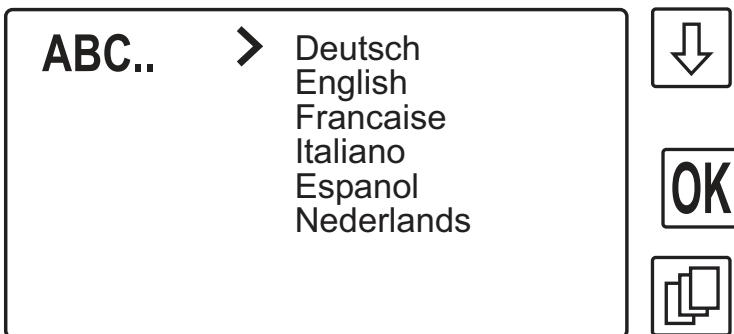 ABC.. > Deutsch
English
Francaise
Italiano
Espanol
Nederlands
OK